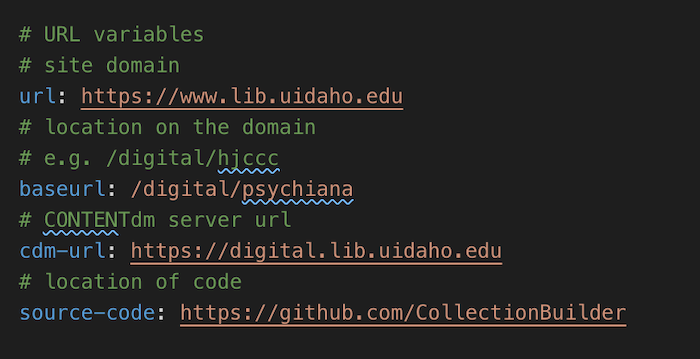 # URL variables
# site domain
url: https://www.lib.uidaho.edu
# location on the domain
# e.g. /digital/hjccc
baseurl: /digital/psychiana
# CONTENTdm server url
cdm-url: https://digital.lib.uidaho.edu
# location of code
source-code: https://github.com/CollectionBuilder